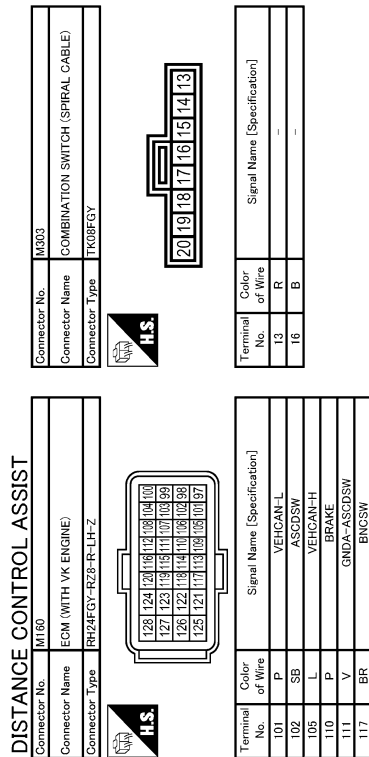 DISTANCE CONTROL ASSIST
Connector No. M160
Connector Name ECM (WITH VK ENGINE)
Connector Type RH24FGY-RZ8-R-LH-Z
H.S.
128 124 120 116 112 108 104 100
127 123 119 115 111 107 103 99
126 122 118 114 110 106 102 98
125 121 117 113 109 105 101 97
Terminal No. Color of Wire Signal Name [Specification]
101 P VEHCAN-L
102 SB ASCDSW
105 L VEHCAN-H
110 P BRAKE
111 V GNDA-ASCDSW
117 BR BNCSW
Connector No. M303
Connector Name COMBINATION SWITCH (SPIRAL CABLE)
Connector Type TK08FGY
H.S.
20 19 18 17 16 15 14 13
Terminal No. Color of Wire Signal Name [Specification]
13 R -
16 B -